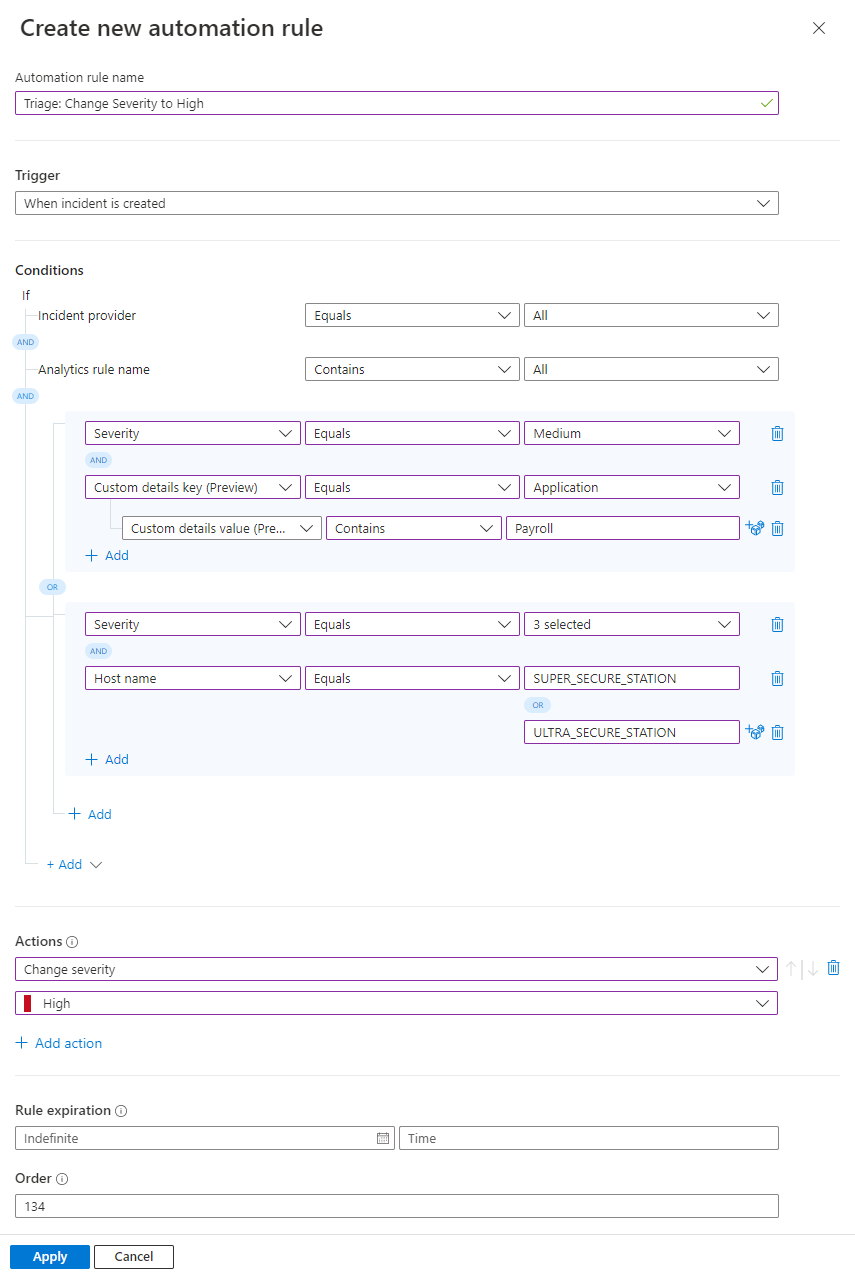 Create new automation rule
Automation rule name
Triage: Change Severity to High
Trigger
When incident is created
Conditions
If
Incident provider Equals All
AND
Analytics rule name Contains All
AND
Severity Equals Medium
AND
Custom details key (Preview) Equals Application
Custom details value (Pre... Contains Payroll
+ Add
OR
Severity Equals 3 selected
AND
Host name Equals SUPER_SECURE_STATION
OR
ULTRA_SECURE_STATION
+ Add
+ Add
+ Add
Actions
Change severity
High
+ Add action
Rule expiration
Indefinite Time
Order
134
Apply Cancel